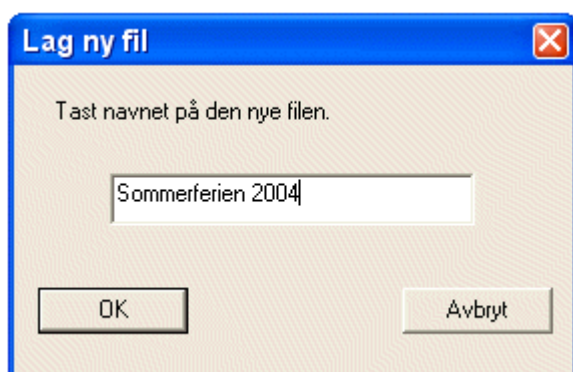 Lag ny fil
Tast navnet på den nye filen.
Sommerferien 2004
OK Avbryt